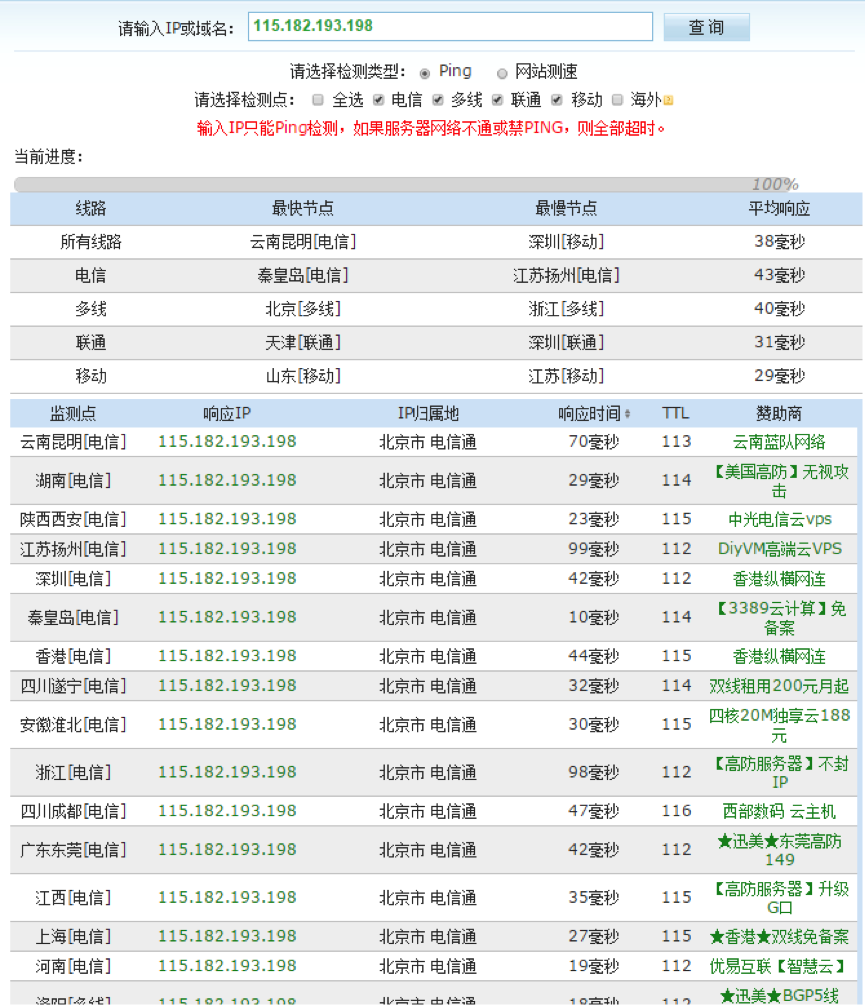 请输入IP或域名： 115.182.193.198 查 询
请选择检测类型： Ping 网站测速
请选择检测点： 全选 电信 多线 联通 移动 海外
输入IP只能Ping检测，如果服务器网络不通或禁PING，则全部超时。
当前进度：
100%
线路 最快节点 最慢节点 平均响应
所有线路 云南昆明[电信] 深圳[移动] 38毫秒
电信 秦皇岛[电信] 江苏扬州[电信] 43毫秒
多线 北京[多线] 浙江[多线] 40毫秒
联通 天津[联通] 深圳[联通] 31毫秒
移动 山东[移动] 江苏[移动] 29毫秒
监测点 响应IP IP归属地 响应时间 TTL 赞助商
云南昆明[电信] 115.182.193.198 北京市 电信通 70毫秒 113 云南蓝队网络
湖南[电信] 115.182.193.198 北京市 电信通 29毫秒 114 【美国高防】无视攻
击
陕西西安[电信] 115.182.193.198 北京市 电信通 23毫秒 115 中光电信云vps
江苏扬州[电信] 115.182.193.198 北京市 电信通 99毫秒 112 DiyVM高端云VPS
深圳[电信] 115.182.193.198 北京市 电信通 42毫秒 112 香港纵横网连
秦皇岛[电信] 115.182.193.198 北京市 电信通 10毫秒 114 【3389云计算】免
备案
香港[电信] 115.182.193.198 北京市 电信通 44毫秒 115 香港纵横网连
四川遂宁[电信] 115.182.193.198 北京市 电信通 32毫秒 114 双线租用200元月起
安徽淮北[电信] 115.182.193.198 北京市 电信通 30毫秒 115 四核20M独享云188
元
浙江[电信] 115.182.193.198 北京市 电信通 98毫秒 112 【高防服务器】不封
IP
四川成都[电信] 115.182.193.198 北京市 电信通 47毫秒 116 西部数码 云主机
广东东莞[电信] 115.182.193.198 北京市 电信通 42毫秒 112 ★迅美★东莞高防
149
江西[电信] 115.182.193.198 北京市 电信通 35毫秒 115 【高防服务器】升级
G口
上海[电信] 115.182.193.198 北京市 电信通 27毫秒 115 ★香港★双线免备案
河南[电信] 115.182.193.198 北京市 电信通 19毫秒 112 优易互联【智慧云】
洛阳[多线] 115.182.193.198 北京市 电信通 18毫秒 112 ★迅美★BGP5线